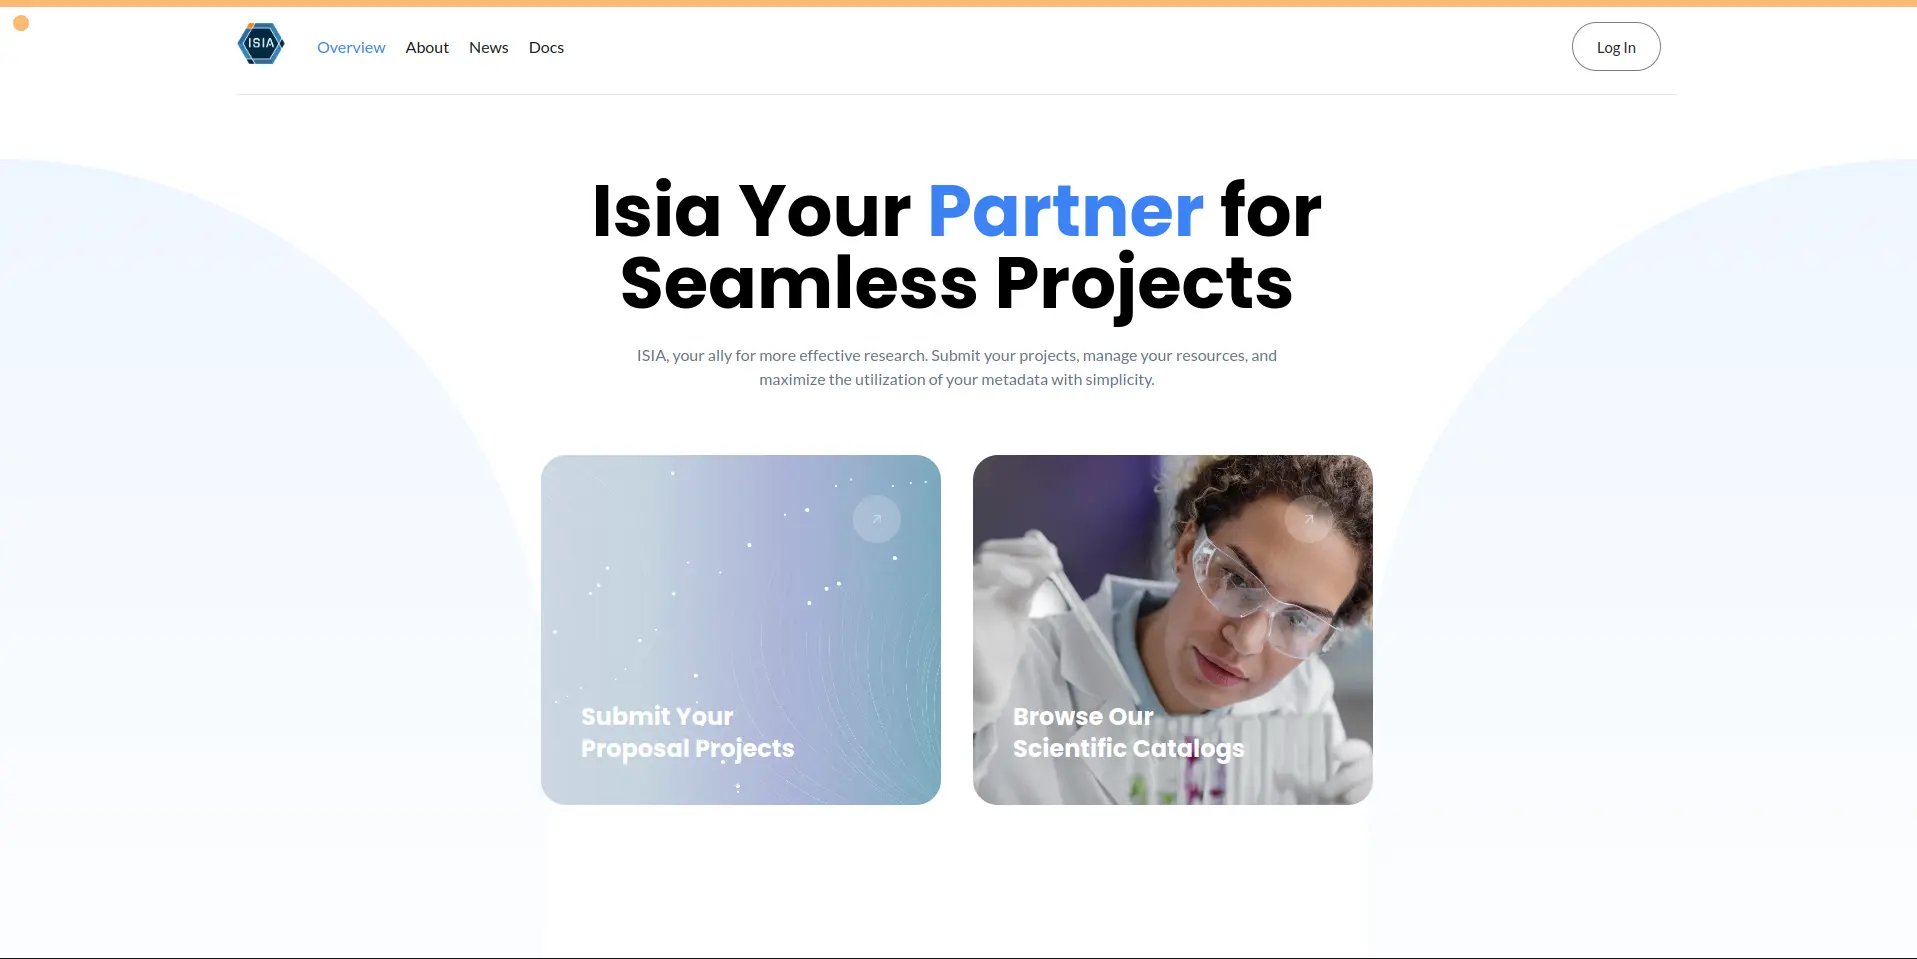 ISIA
Overview About News Docs
Log In
Isia Your Partner for
Seamless Projects
ISIA, your ally for more effective research. Submit your projects, manage your resources, and
maximize the utilization of your metadata with simplicity.
Submit Your
Proposal Projects
Browse Our
Scientific Catalogs